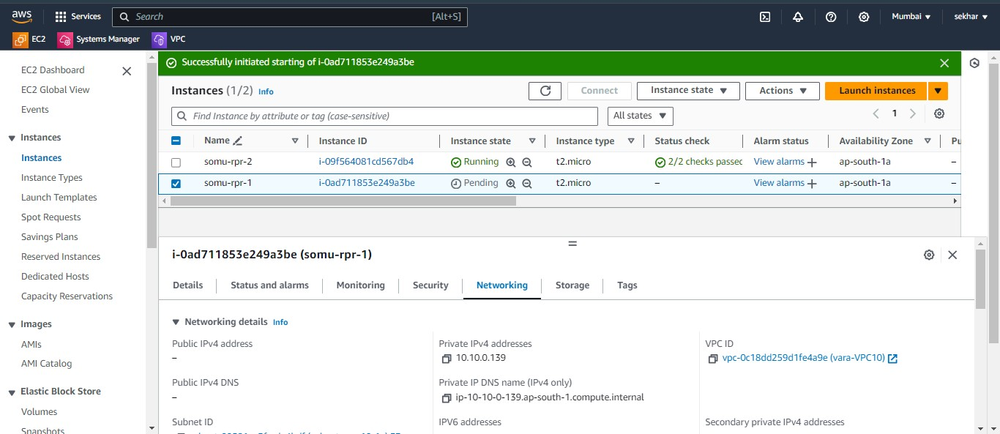 aws Services Search [Alt+S] Mumbai ▼ sekhar ▼
EC2 Systems Manager VPC
EC2 Dashboard
EC2 Global View
Events
Instances
Instances
Instance Types
Launch Templates
Spot Requests
Savings Plans
Reserved Instances
Dedicated Hosts
Capacity Reservations
Images
AMIs
AMI Catalog
Elastic Block Store
Volumes
Snapshots
Successfully initiated starting of i-0ad711853e249a3be
Instances (1/2) Info Connect Instance state ▼ Actions ▼ Launch instances ▼
Find Instance by attribute or tag (case-sensitive) All states ▼ 1
Name Instance ID Instance state Instance type Status check Alarm status Availability Zone Pu
somu-rpr-2 i-09f564081cd567db4 Running t2.micro 2/2 checks passed View alarms + ap-south-1a –
somu-rpr-1 i-0ad711853e249a3be Pending t2.micro – View alarms + ap-south-1a –
i-0ad711853e249a3be (somu-rpr-1)
Details Status and alarms Monitoring Security Networking Storage Tags
▼ Networking details Info
Public IPv4 address Private IPv4 addresses VPC ID
– 10.10.0.139 vpc-0c18dd259d1fe4a9e (vara-VPC10)
Public IPv4 DNS Private IP DNS name (IPv4 only)
– ip-10-10-0-139.ap-south-1.compute.internal
Subnet ID IPV6 addresses Secondary private IPv4 addresses